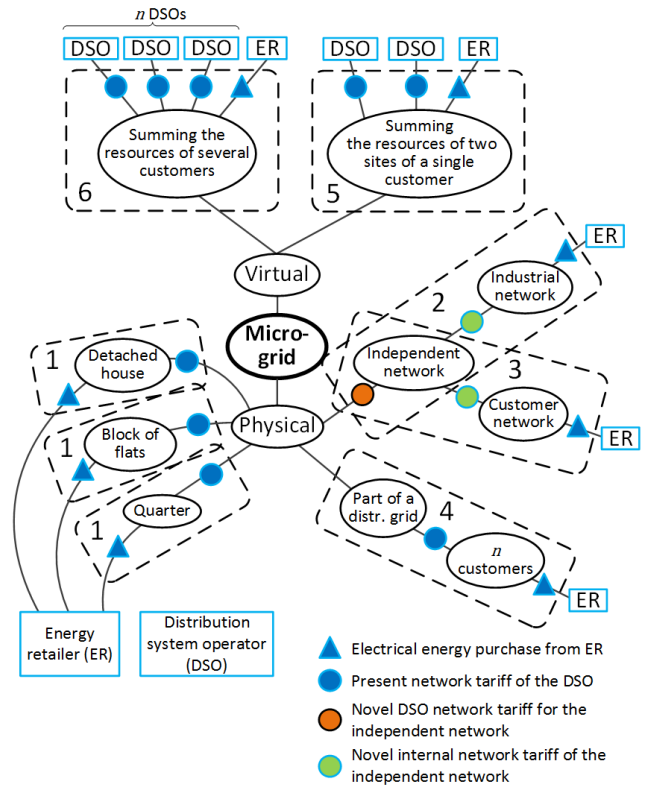 n DSOs
DSO
DSO
DSO
ER
DSO
DSO
ER
Summing the
resources of several
customers
6
Summing
the resources of two
sites of a single
customer
5
Virtual
ER
Industrial
network
2
Micro-
grid
1
Detached
house
Independent
network
3
Customer
network
ER
Physical
1
Block of
flats
Part of a
distr. grid
4
1
Quarter
n
customers
ER
Energy
retailer (ER)
Distribution
system operator
(DSO)
Electrical energy purchase from ER
Present network tariff of the DSO
Novel DSO network tariff for the
independent network
Novel internal network tariff of the
independent network